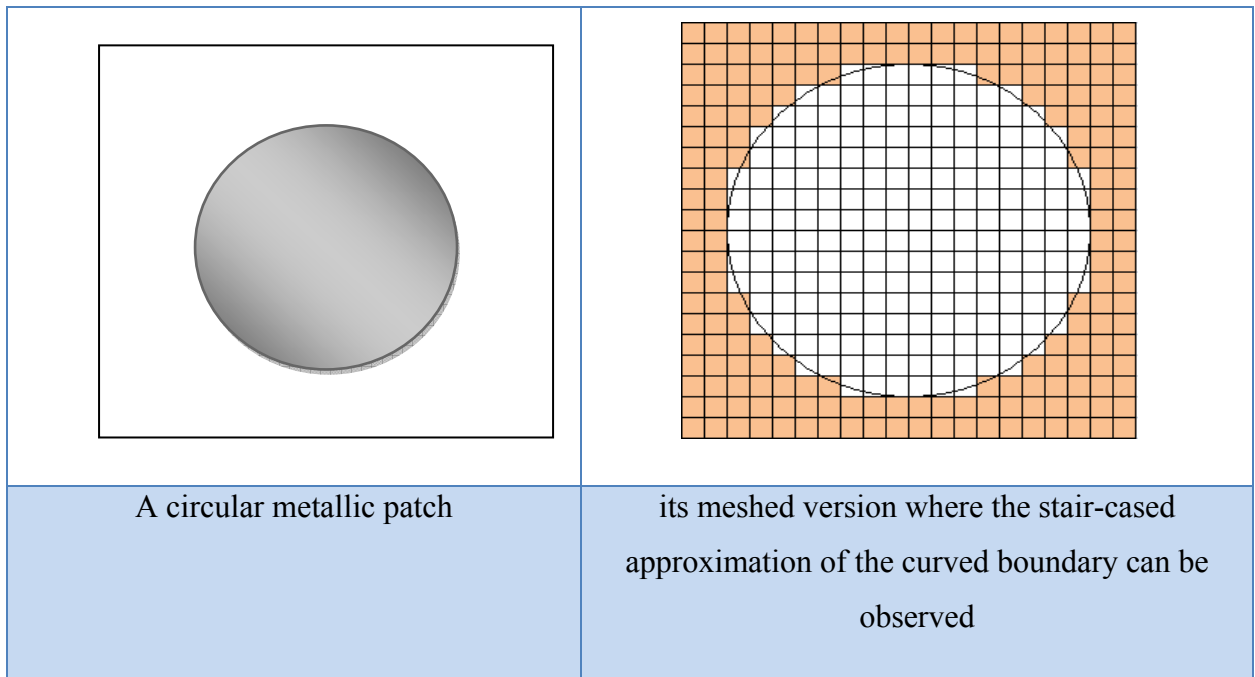 A circular metallic patch
its meshed version where the stair-cased
approximation of the curved boundary can be
observed